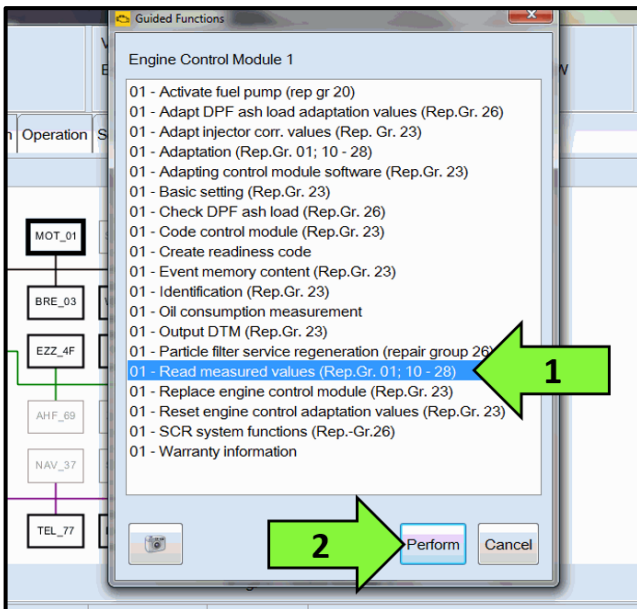 Guided Functions
Engine Control Module 1
01 - Activate fuel pump (rep gr 20)
01 - Adapt DPF ash load adaptation values (Rep.Gr. 26)
01 - Adapt injector corr. values (Rep. Gr. 23)
01 - Adaptation (Rep.Gr. 01; 10 - 28)
01 - Adapting control module software (Rep.Gr. 23)
01 - Basic setting (Rep.Gr. 23)
01 - Check DPF ash load (Rep.Gr. 26)
01 - Code control module (Rep.Gr. 23)
01 - Create readiness code
01 - Event memory content (Rep.Gr. 23)
01 - Identification (Rep.Gr. 23)
01 - Oil consumption measurement
01 - Output DTM (Rep.Gr. 23)
01 - Particle filter service regeneration (repair group 26)
01 - Read measured values (Rep.Gr. 01; 10 - 28)
01 - Replace engine control module (Rep.Gr. 23)
01 - Reset engine control adaptation values (Rep.Gr. 23)
01 - SCR system functions (Rep.-Gr.26)
01 - Warranty information
1
2
Perform
Cancel
Operation
MOT_01
BRE_03
EZZ_4F
AHF_69
NAV_37
TEL_77